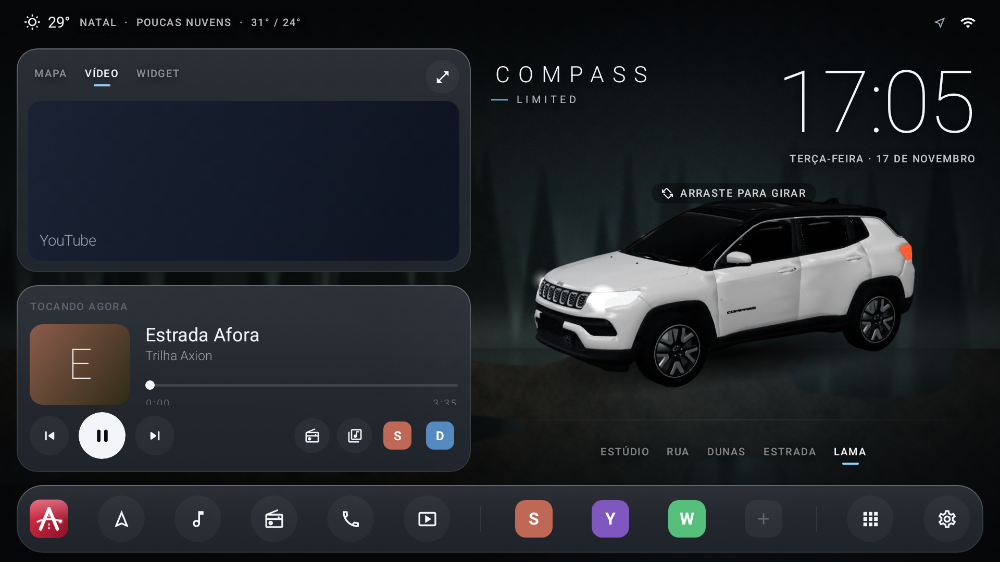 29° NATAL · POUCAS NUVENS · 31° / 24°
MAPA VÍDEO WIDGET
YouTube
COMPASS
LIMITED
17:05
TERÇA-FEIRA · 17 DE NOVEMBRO
ARRASTE PARA GIRAR
TOCANDO AGORA
E
Estrada Afora
Trilha Axion
0:00 3:35
S D
ESTÚDIO RUA DUNAS ESTRADA LAMA
S Y W